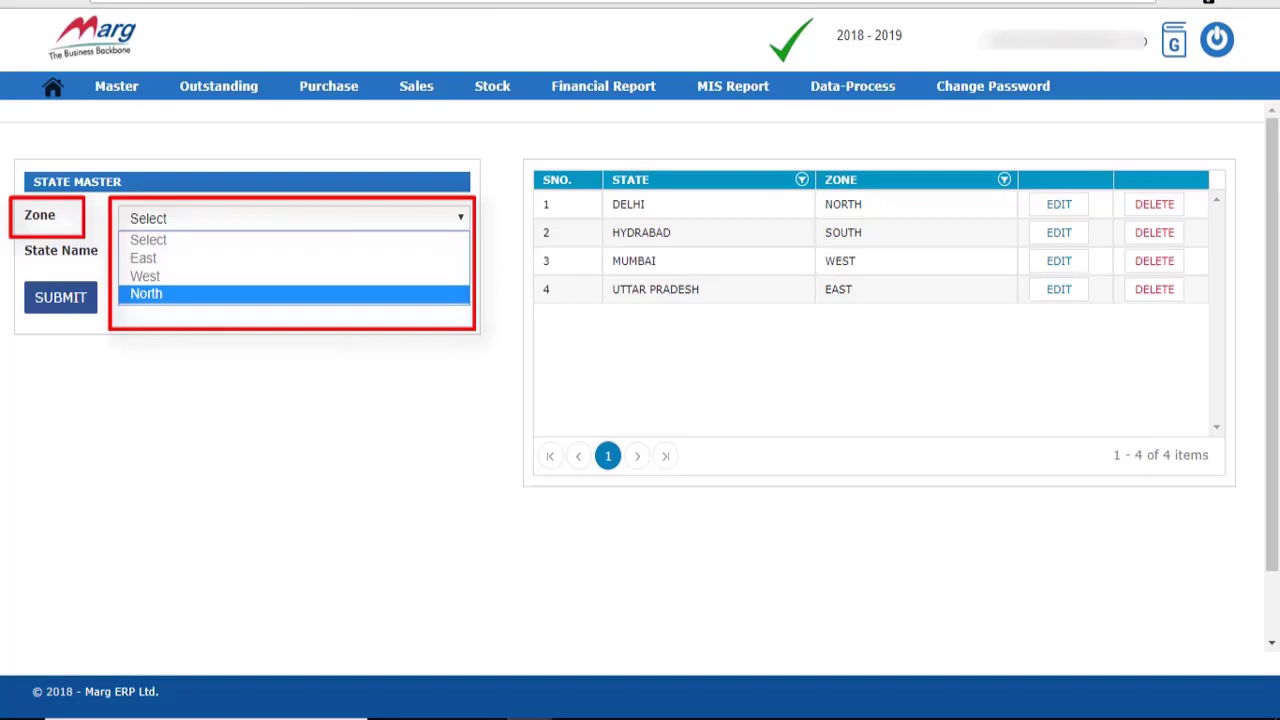 Marg
The Business Backbone
2018 - 2019
G
Master Outstanding Purchase Sales Stock Financial Report MIS Report Data-Process Change Password
STATE MASTER
Zone
Select
Select
East
West
North
State Name
SUBMIT
SNO. STATE ZONE
1 DELHI NORTH EDIT DELETE
2 HYDRABAD SOUTH EDIT DELETE
3 MUMBAI WEST EDIT DELETE
4 UTTAR PRADESH EAST EDIT DELETE
1
1 - 4 of 4 items
© 2018 - Marg ERP Ltd.